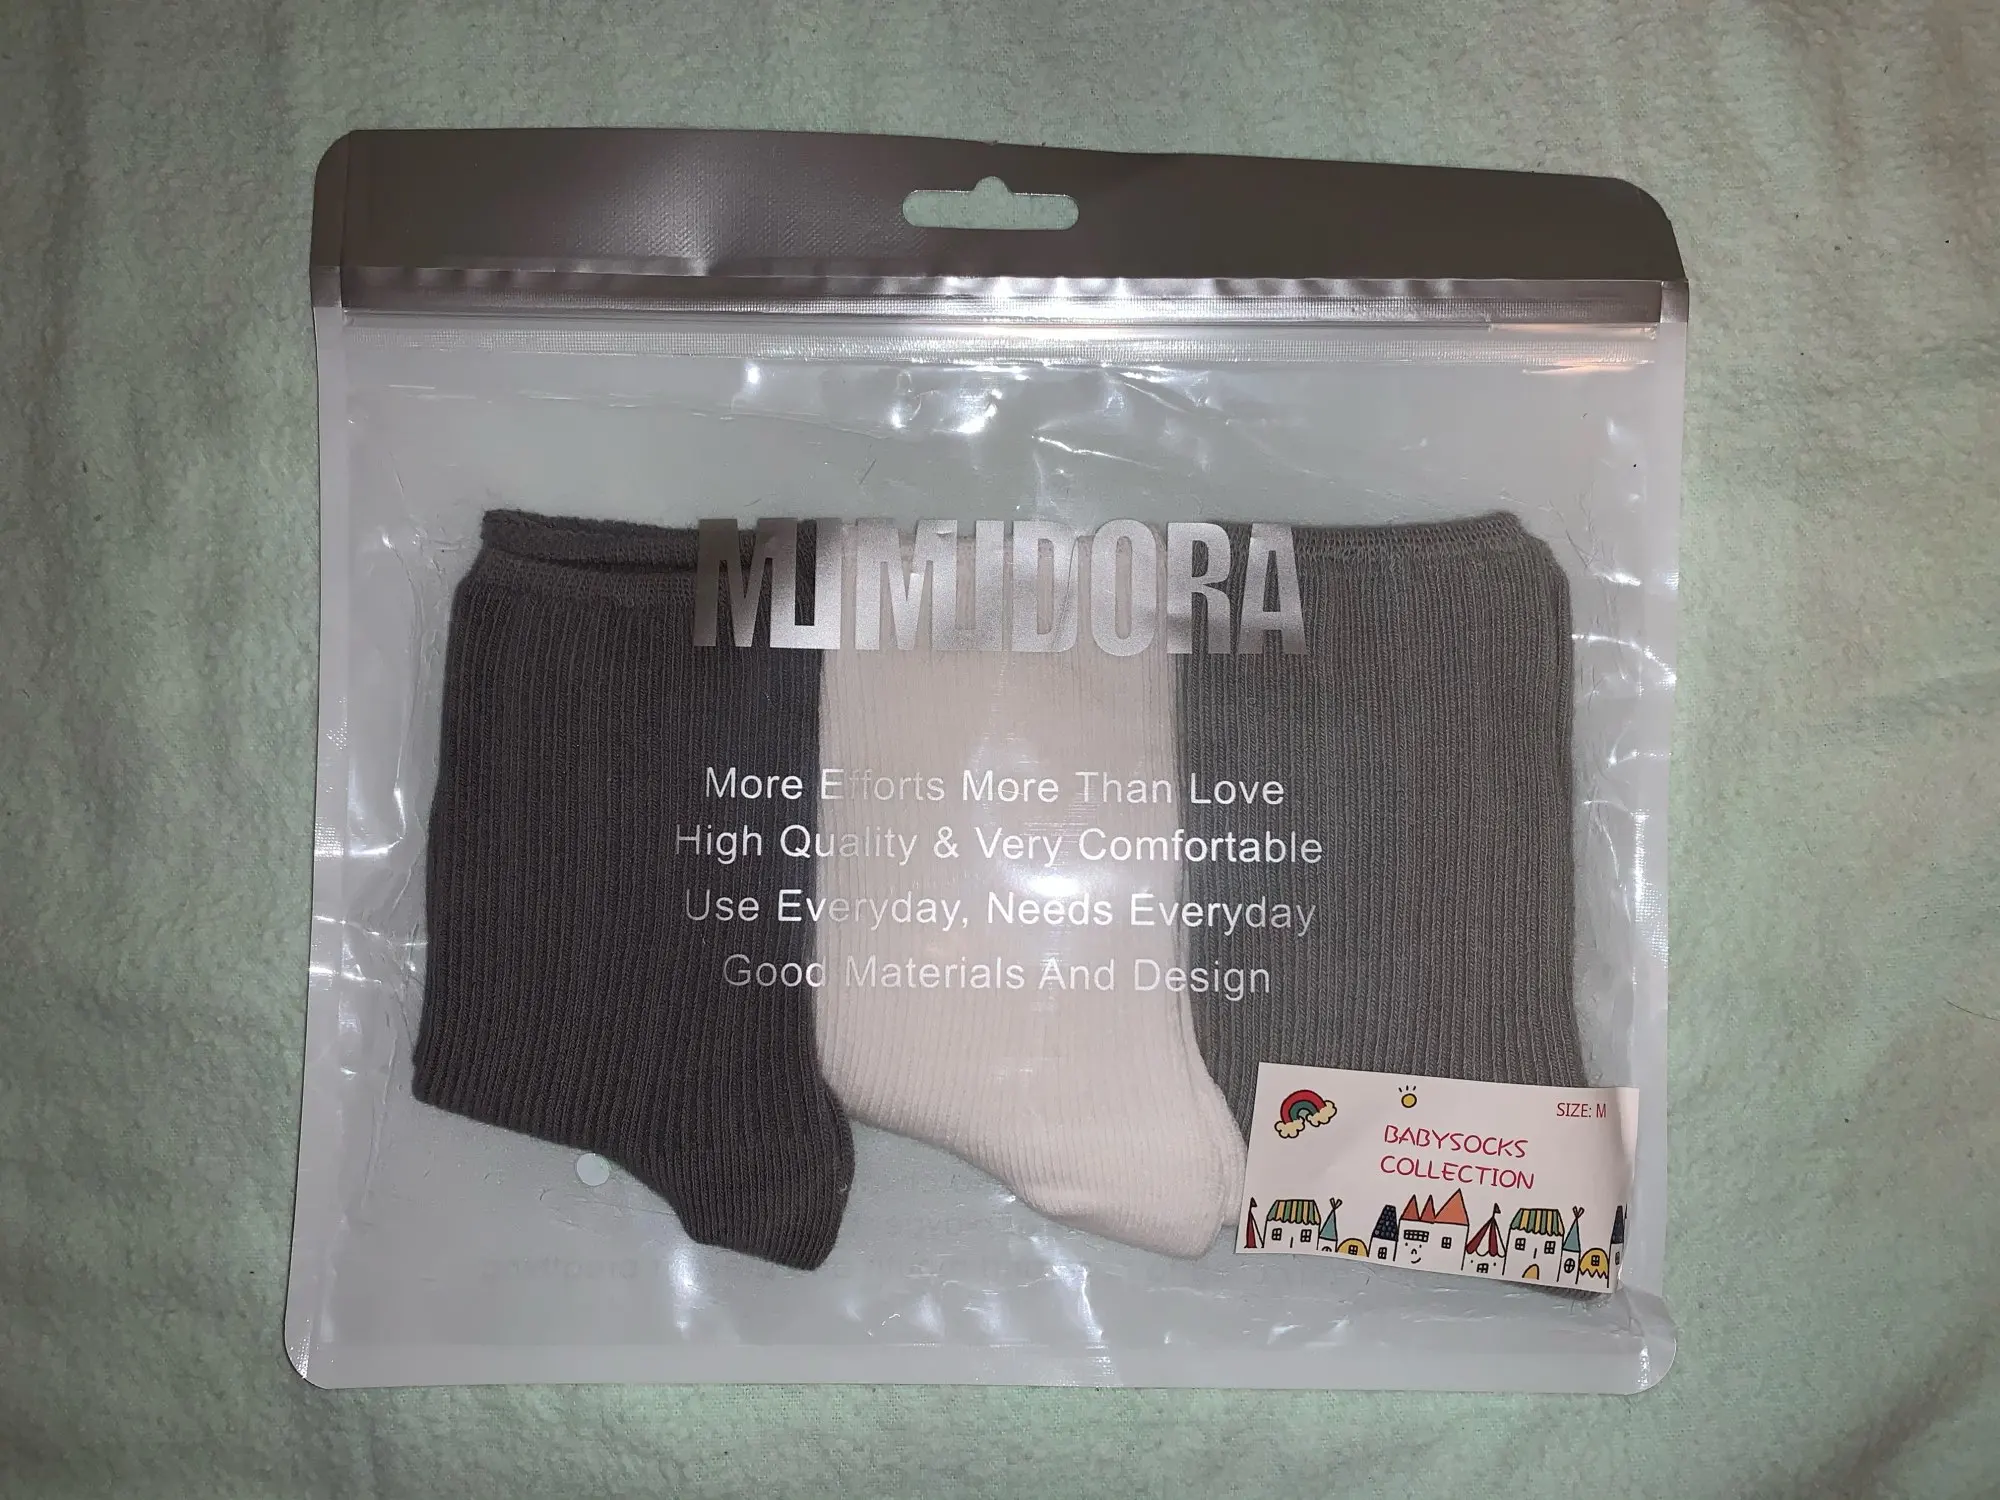 MIMIDORA
More Efforts More Than Love
High Quality & Very Comfortable
Use Everyday, Needs Everyday
Good Materials And Design
SIZE: M
BABYSOCKS
COLLECTION